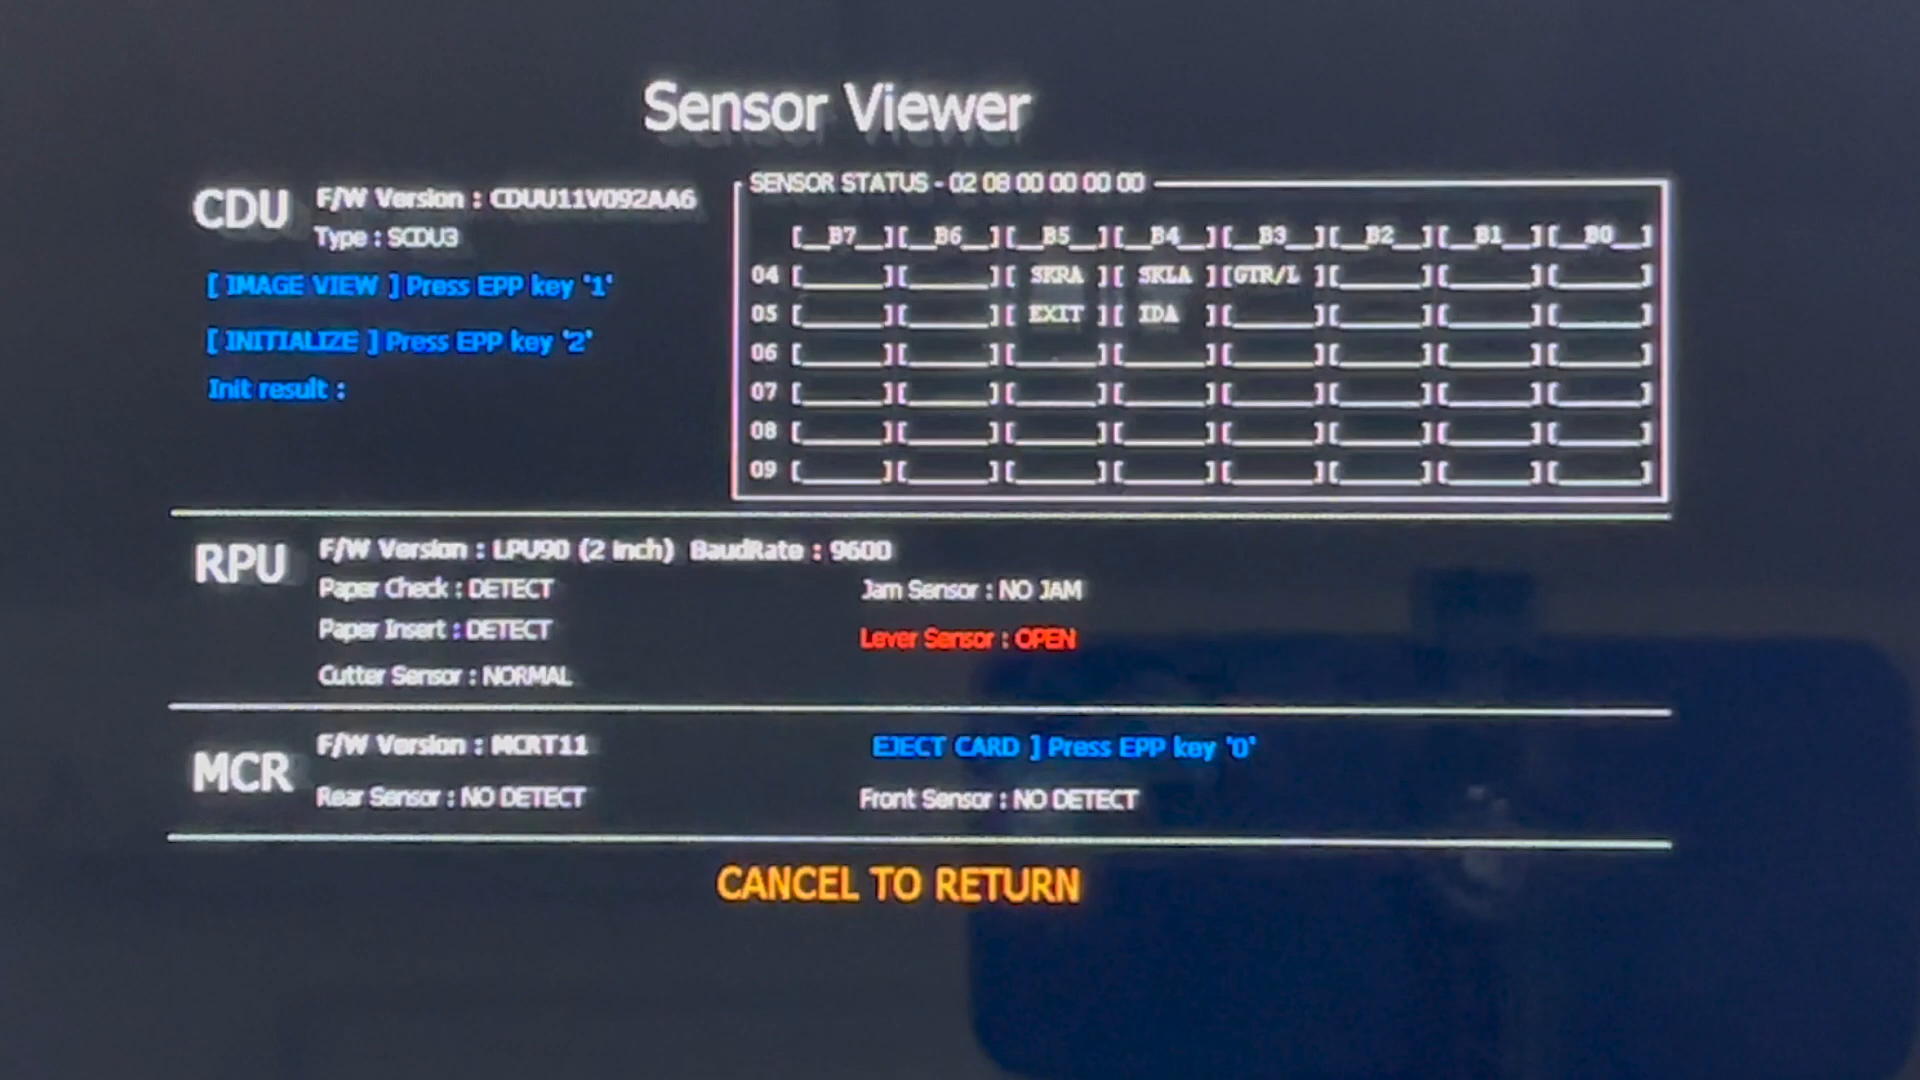 Sensor Viewer
CDU
F/W Version : CDUU11V092AA6
Type : SCDU3
[ IMAGE VIEW ] Press EPP key '1'
[ INITIALIZE ] Press EPP key '2'
Init result :
SENSOR STATUS - 02 08 00 00 00 00
[__B7__][__B6__][__B5__][__B4__][__B3__][__B2__][__B1__][__B0__]
04 [______][______][ SKRA ][ SKLA ][GTR/L ][______][______][______]
05 [______][______][ EXIT ][ IDA ][______][______][______][______]
06 [______][______][______][______][______][______][______][______]
07 [______][______][______][______][______][______][______][______]
08 [______][______][______][______][______][______][______][______]
09 [______][______][______][______][______][______][______][______]
RPU
F/W Version : LPU90 (2 inch) BaudRate : 9600
Paper Check : DETECT
Jam Sensor : NO JAM
Paper Insert : DETECT
Lever Sensor : OPEN
Cutter Sensor : NORMAL
MCR
F/W Version : MCRT11
EJECT CARD ] Press EPP key '0'
Rear Sensor : NO DETECT
Front Sensor : NO DETECT
CANCEL TO RETURN